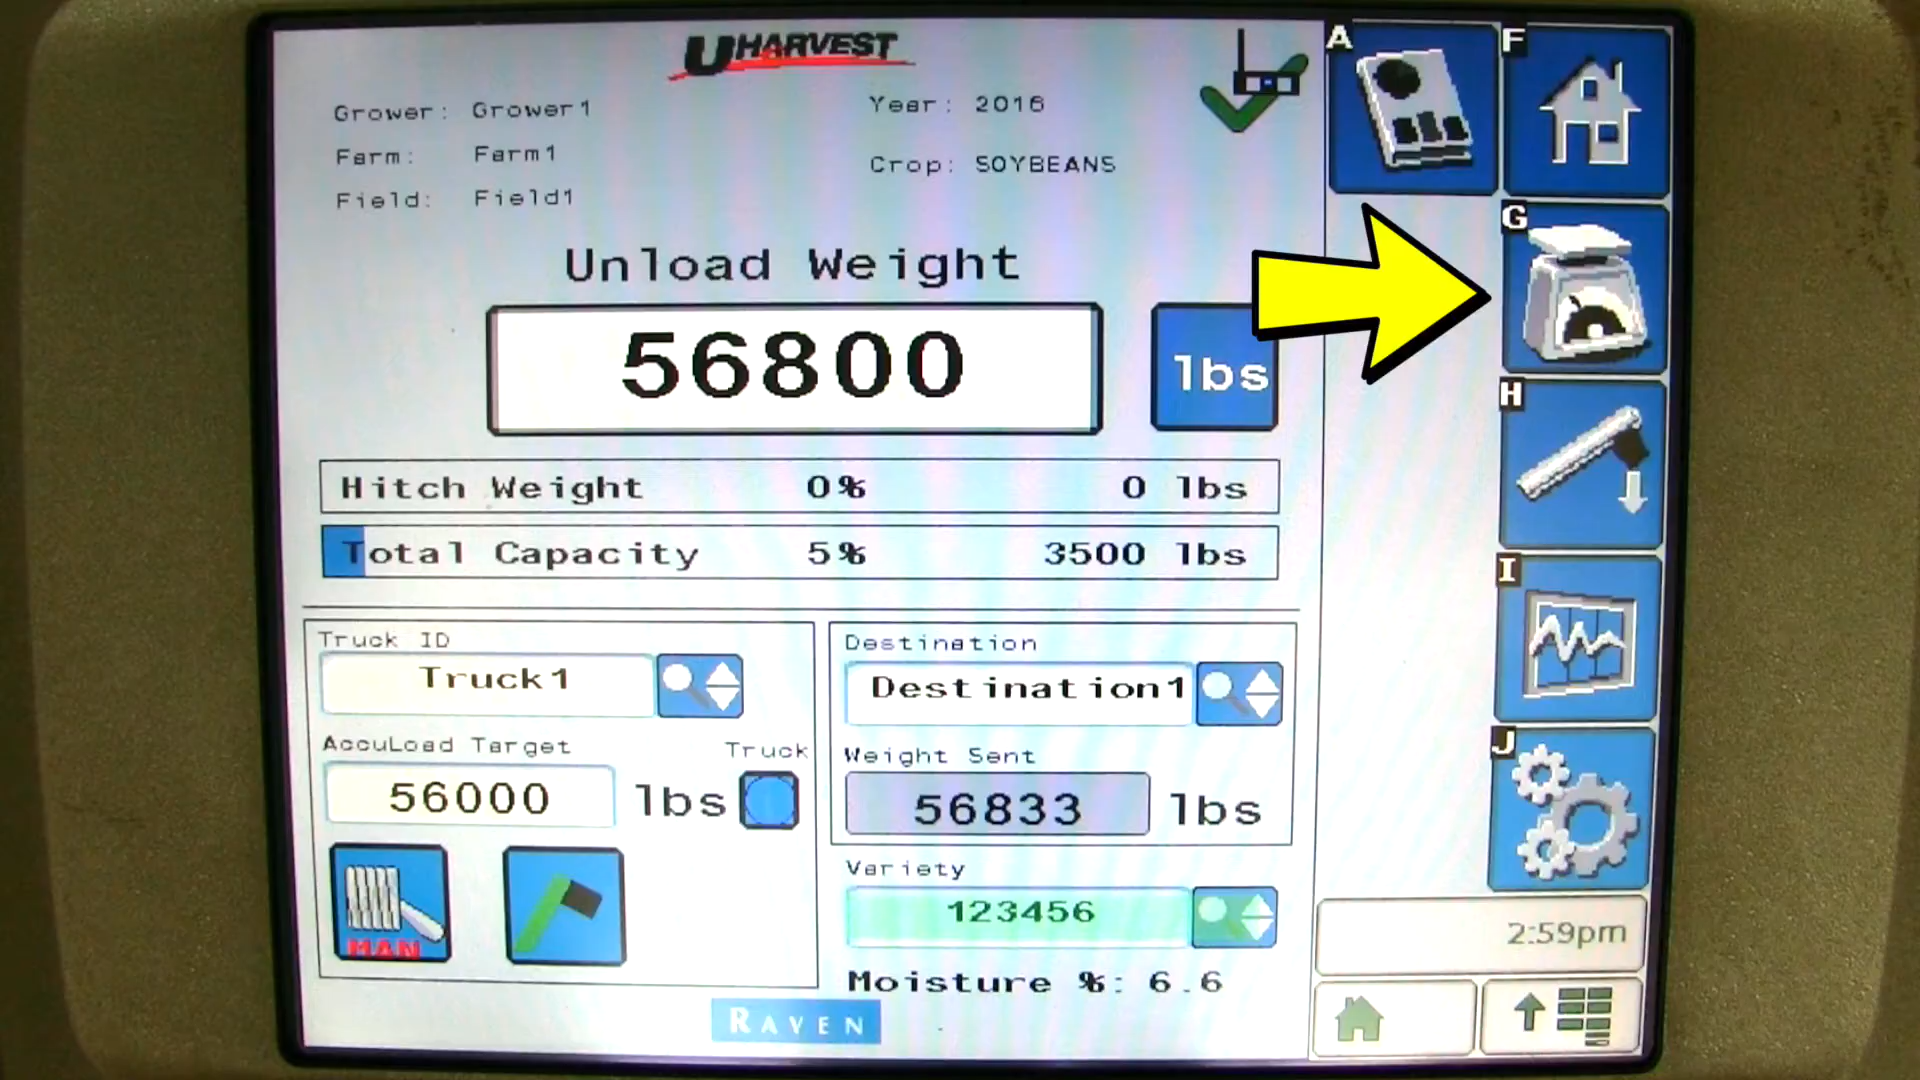 UHARVEST
Grower: Grower1
Farm: Farm1
Field: Field1
Year: 2016
Crop: SOYBEANS
Unload Weight
56800
lbs
Hitch Weight 0% 0 lbs
Total Capacity 5% 3500 lbs
Truck ID
Truck1
AccuLoad Target
Truck
56000 lbs
MAN
Destination
Destination1
Weight Sent
56833 lbs
Variety
123456
Moisture %: 6.6
RAVEN
A
F
G
H
I
J
2:59pm